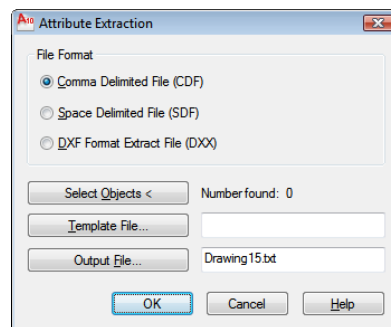 A10 Attribute Extraction
File Format
Comma Delimited File (CDF)
Space Delimited File (SDF)
DXF Format Extract File (DXX)
Select Objects < Number found: 0
Template File...
Output File... Drawing15.txt
OK Cancel Help